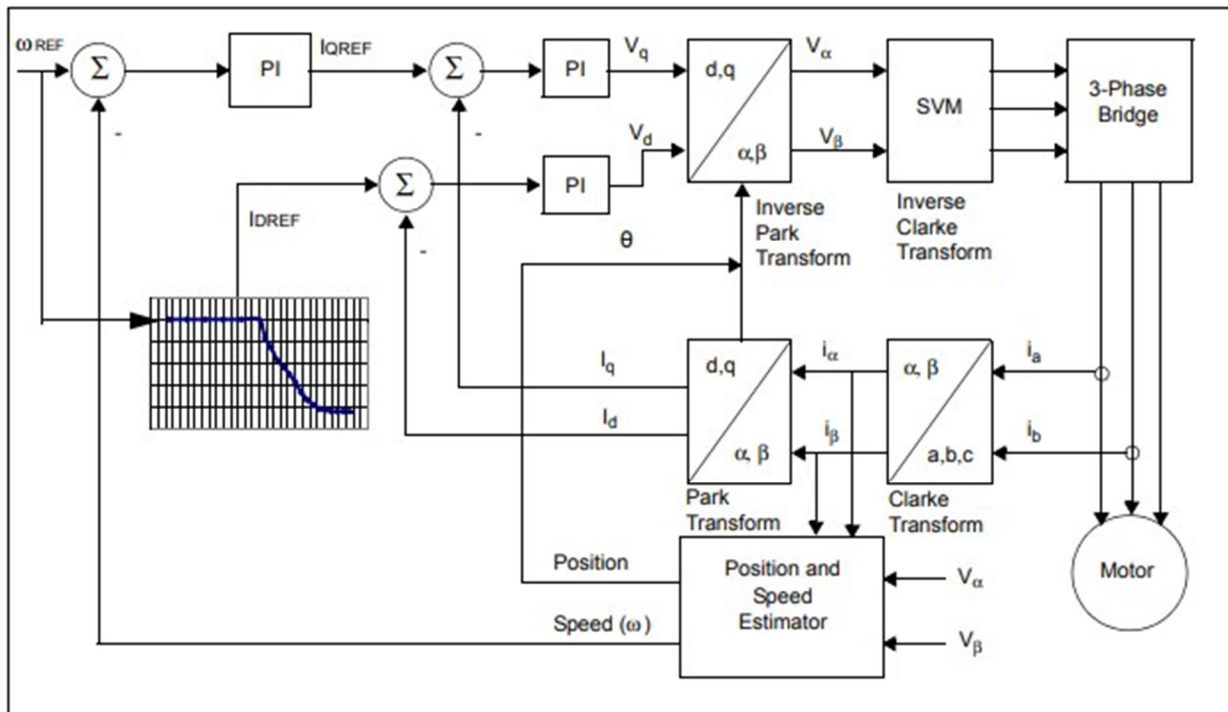 ω REF
Σ
PI
IQREF
Σ
PI
Vq
d,q
α,β
Vα
Vβ
SVM
3-Phase
Bridge
-
-
Vd
Σ
PI
IDREF
-
θ
Inverse
Park
Transform
Inverse
Clarke
Transform
Iq
Id
d,q
α, β
iα
iβ
α, β
a,b,c
ia
ib
Park
Transform
Clarke
Transform
Position
Speed (ω)
Position and
Speed
Estimator
Vα
Vβ
Motor